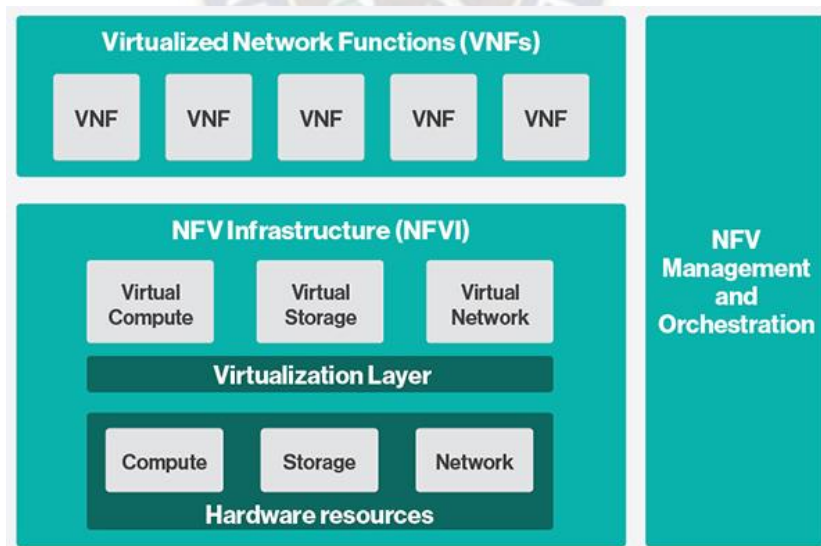 Virtualized Network Functions (VNFs)
VNF VNF VNF VNF VNF
NFV Infrastructure (NFVI)
Virtual Compute
Virtual Storage
Virtual Network
Virtualization Layer
Compute Storage Network
Hardware resources
NFV
Management
and
Orchestration